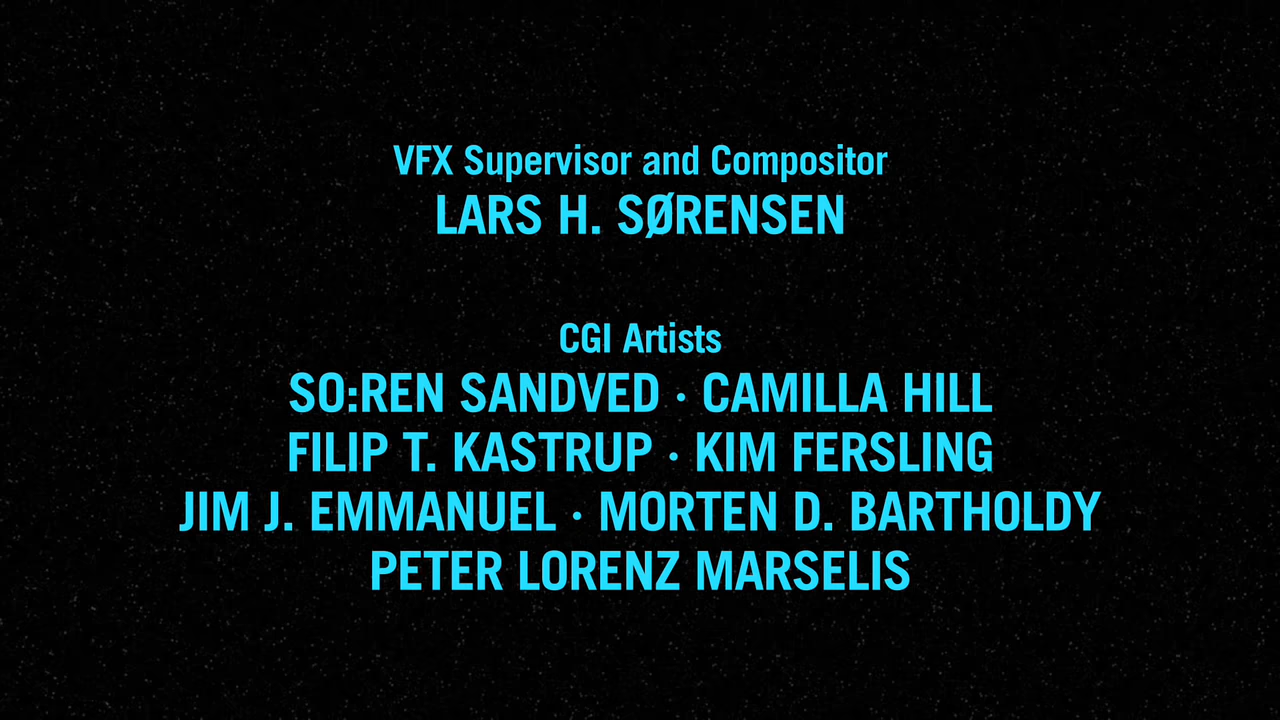 VFX Supervisor and Compositor
LARS H. SØRENSEN
CGI Artists
SO:REN SANDVED · CAMILLA HILL
FILIP T. KASTRUP · KIM FERSLING
JIM J. EMMANUEL · MORTEN D. BARTHOLDY
PETER LORENZ MARSELIS